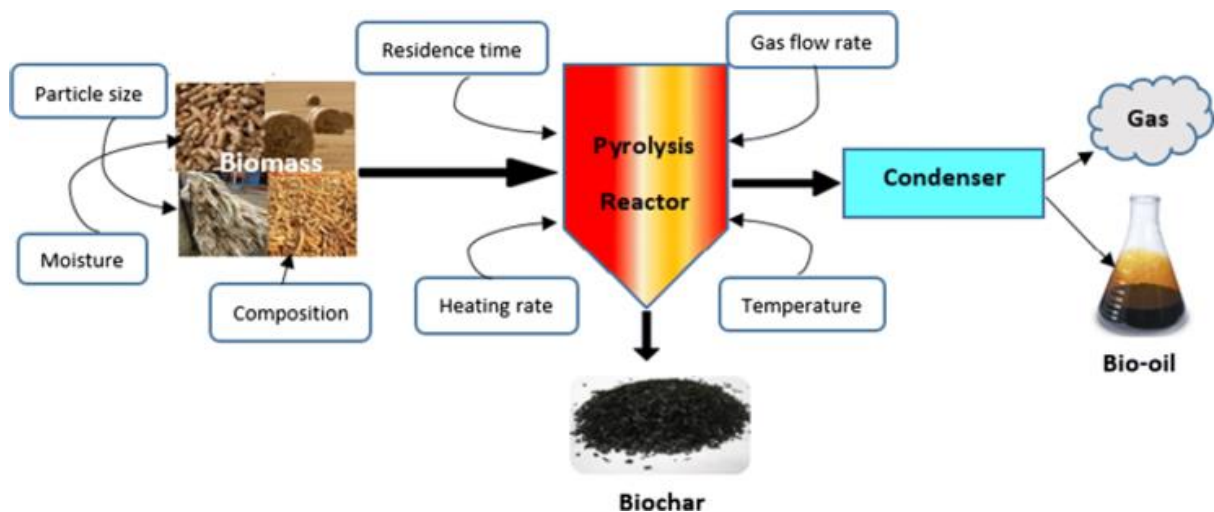 Residence time
Gas flow rate
Particle size
Biomass
Pyrolysis
Reactor
Condenser
Gas
Moisture
Composition
Heating rate
Temperature
Bio-oil
Biochar